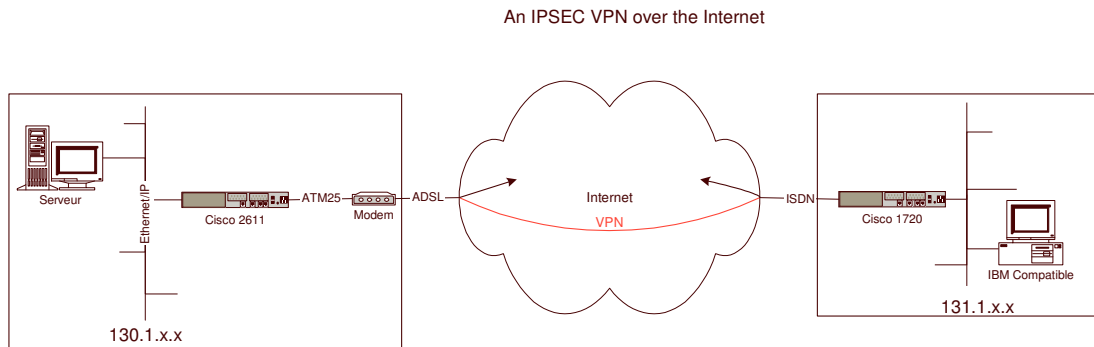 An IPSEC VPN over the Internet
Serveur
Ethernet/IP
Cisco 2611
ATM25
Modem
ADSL
Internet
VPN
ISDN
Cisco 1720
IBM Compatible
130.1.x.x
131.1.x.x